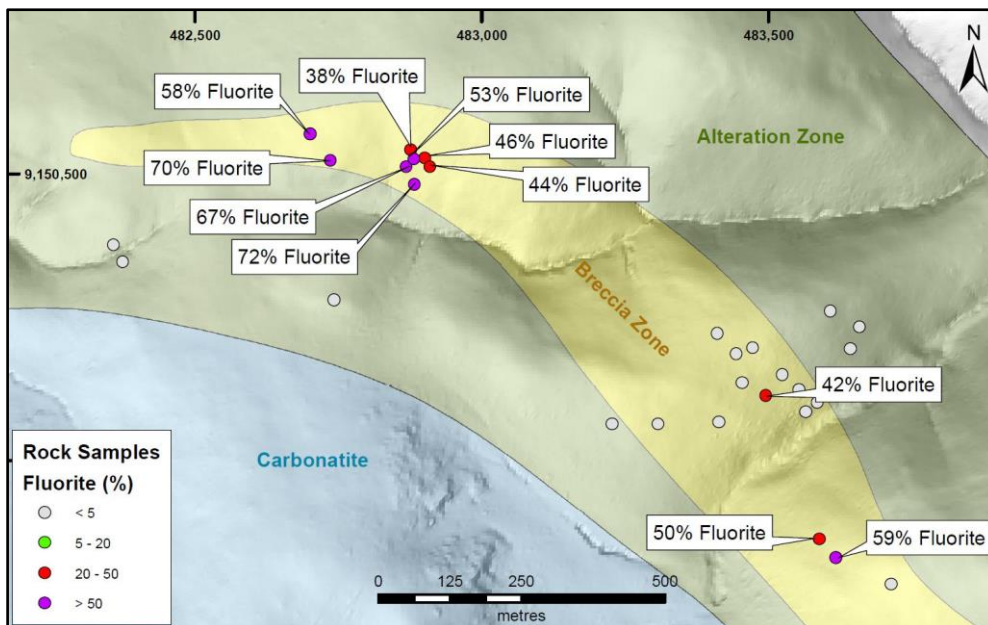 482,500
483,000
483,500
N
38% Fluorite
58% Fluorite
53% Fluorite
46% Fluorite
Alteration Zone
70% Fluorite
44% Fluorite
9,150,500
67% Fluorite
72% Fluorite
Breccia Zone
42% Fluorite
Carbonatite
50% Fluorite
59% Fluorite
Rock Samples
Fluorite (%)
< 5
5 - 20
20 - 50
> 50
0 125 250 500
metres